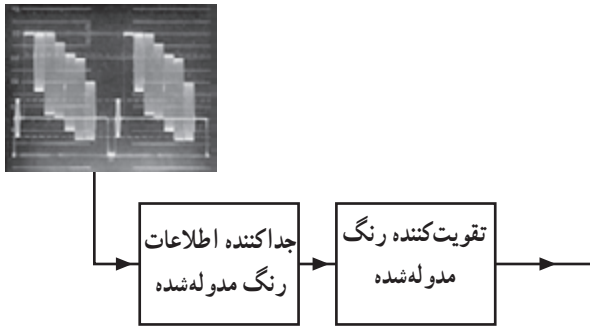 جداکننده اطلاعات
رنگ مدوله‌شده
تقویت‌کننده رنگ
مدوله‌شده